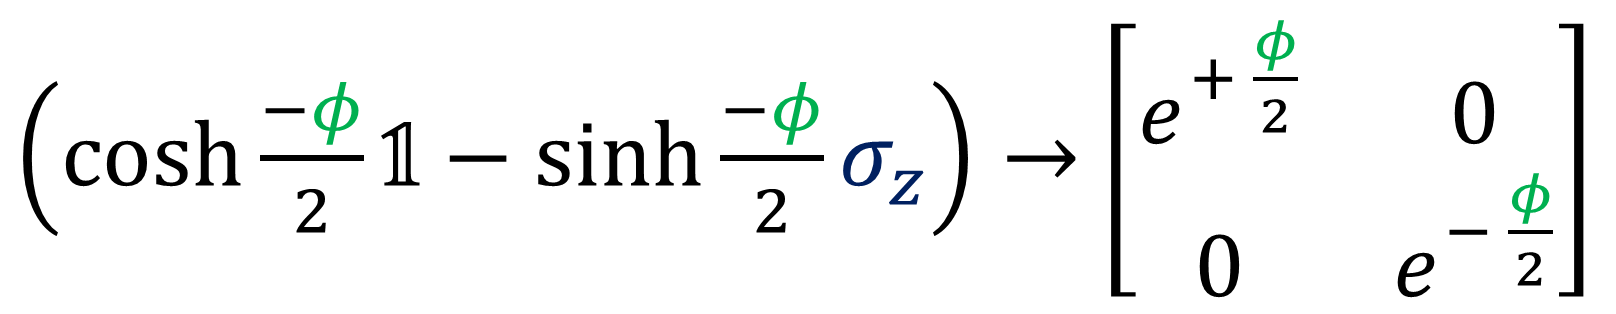 (cosh -ϕ/2 𝟙 − sinh -ϕ/2 σ_z) → [e^{+ϕ/2} 0
0 e^{−ϕ/2}]